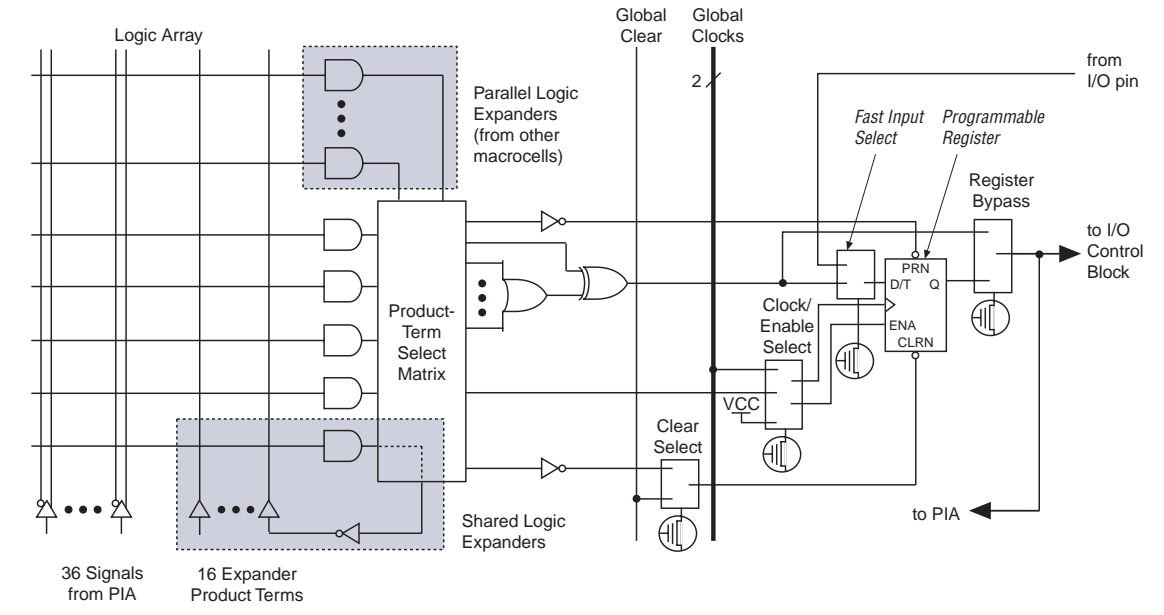 Logic Array
Parallel Logic
Expanders
(from other
macrocells)
Global
Clear
Global
Clocks
2
from
I/O pin
Fast Input
Select
Programmable
Register
Register
Bypass
to I/O
Control
Block
PRN
D/T
Q
ENA
CLRN
Clock/
Enable
Select
VCC
Product-
Term
Select
Matrix
Clear
Select
to PIA
Shared Logic
Expanders
36 Signals
from PIA
16 Expander
Product Terms